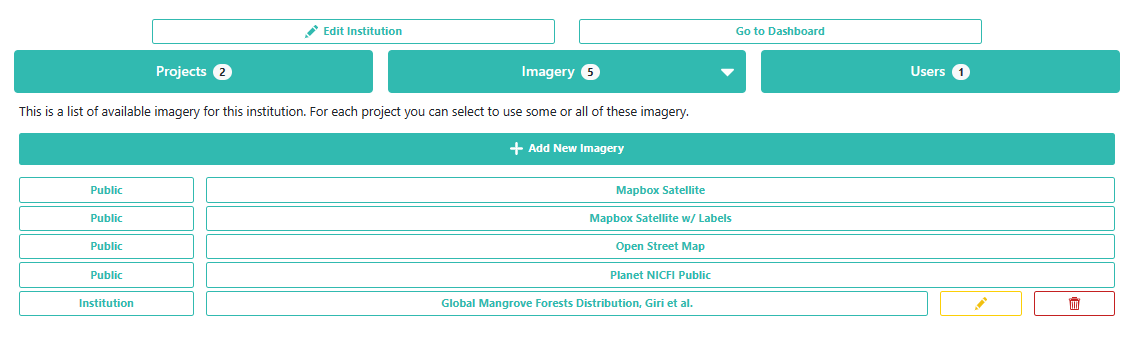 Edit Institution
Go to Dashboard
Projects 2
Imagery 5
Users 1
This is a list of available imagery for this institution. For each project you can select to use some or all of these imagery.
Add New Imagery
Public
Mapbox Satellite
Public
Mapbox Satellite w/ Labels
Public
Open Street Map
Public
Planet NICFI Public
Institution
Global Mangrove Forests Distribution, Giri et al.